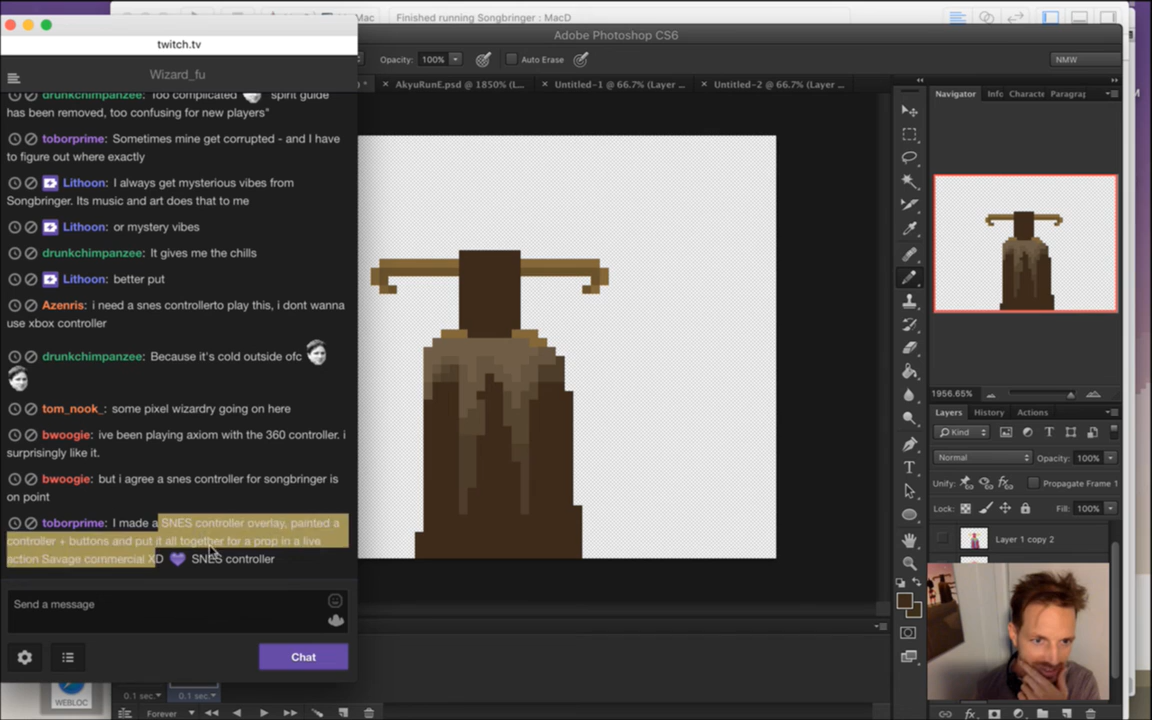 Mac
Finished running Songbringer : MacD
twitch.tv
Adobe Photoshop CS6
Opacity: 100%
Auto Erase
NMW
Wizard_fu
AkyuRunE.psd @ 1850% (L...
Untitled-1 @ 66.7% (Layer ...
Untitled-2 @ 66.7% (Layer ...
Navigator
Info
Characte
Paragra
drunkchimpanzee: Too complicated spirit guide
has been removed, too confusing for new players"
toborprime: Sometimes mine get corrupted - and I have
to figure out where exactly
Lithoon: I always get mysterious vibes from
Songbringer. Its music and art does that to me
Lithoon: or mystery vibes
drunkchimpanzee: It gives me the chills
Lithoon: better put
Azenris: i need a snes controllerto play this, i dont wanna
use xbox controller
drunkchimpanzee: Because it's cold outside ofc
tom_nook_: some pixel wizardry going on here
bwoogie: ive been playing axiom with the 360 controller. i
surprisingly like it.
bwoogie: but i agree a snes controller for songbringer is
on point
toborprime: I made a SNES controller overlay, painted a
controller + buttons and put it all together for a prop in a live
action Savage commercial XD SNES controller
Send a message
Chat
WEBLOC
0.1 sec.
0.1 sec.
Forever
1956.65%
Layers
History
Actions
Kind
Normal
Opacity: 100%
Unify:
Propagate Frame 1
Lock:
Fill: 100%
Layer 1 copy 2